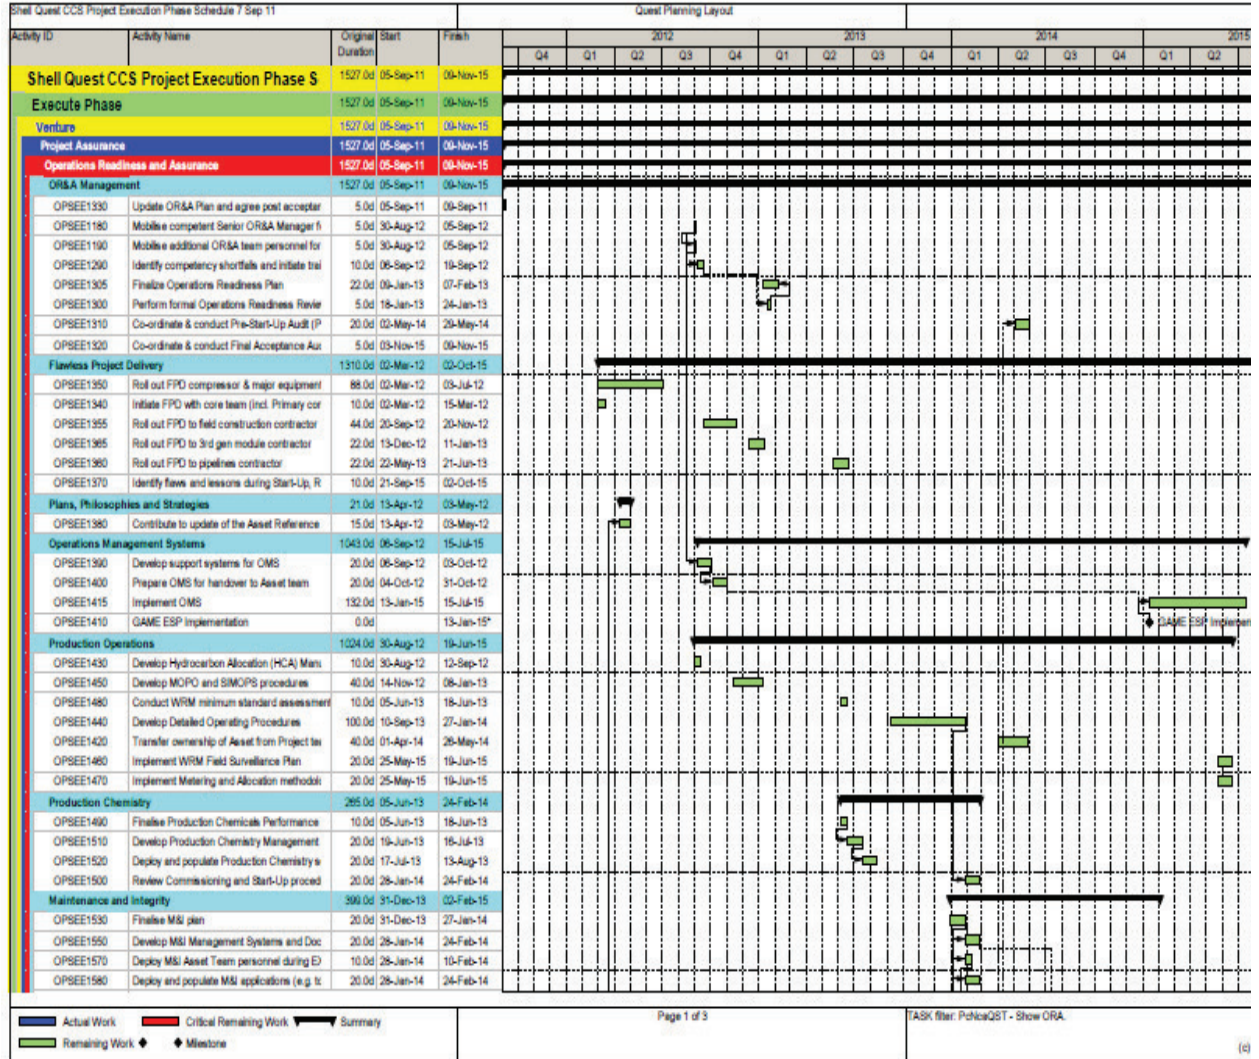 Shell Quest CCS Project Execution Phase Schedule 7 Sep 11 Quest Planning Layout
Activity ID Activity Name Original Duration Start Finish 2012 2013 2014 2015
Q4 Q1 Q2 Q3 Q4 Q1 Q2 Q3 Q4 Q1 Q2 Q3 Q4 Q1 Q2
Shell Quest CCS Project Execution Phase S 1527.0d 05-Sep-11 09-Nov-15
Execute Phase 1527.0d 05-Sep-11 09-Nov-15
Venture 1527.0d 05-Sep-11 09-Nov-15
Project Assurance 1527.0d 05-Sep-11 09-Nov-15
Operations Readiness and Assurance 1527.0d 05-Sep-11 09-Nov-15
OR&A Management 1527.0d 05-Sep-11 09-Nov-15
OPSEE1330 Update OR&A Plan and agree post acceptar 5.0d 05-Sep-11 09-Sep-11
OPSEE1180 Mobilise competent Senior OR&A Manager f 5.0d 30-Aug-12 05-Sep-12
OPSEE1190 Mobilise additional OR&A team personnel for 5.0d 30-Aug-12 05-Sep-12
OPSEE1290 Identify competency shortfalls and initiate trai 10.0d 06-Sep-12 19-Sep-12
OPSEE1305 Finalize Operations Readiness Plan 22.0d 09-Jan-13 07-Feb-13
OPSEE1300 Perform formal Operations Readiness Review 5.0d 18-Jan-13 24-Jan-13
OPSEE1310 Co-ordinate & conduct Pre-Start-Up Audit (P 20.0d 02-May-14 29-May-14
OPSEE1320 Co-ordinate & conduct Final Acceptance Au 5.0d 03-Nov-15 09-Nov-15
Flawless Project Delivery 1310.0d 02-Mar-12 02-Oct-15
OPSEE1350 Roll out FPD compressor & major equipment 88.0d 02-Mar-12 03-Jul-12
OPSEE1340 Initiate FPD with core team (incl. Primary cor 10.0d 02-Mar-12 15-Mar-12
OPSEE1355 Roll out FPD to field construction contractor 44.0d 20-Sep-12 20-Nov-12
OPSEE1365 Roll out FPD to 3rd gen module contractor 22.0d 13-Dec-12 11-Jan-13
OPSEE1360 Roll out FPD to pipelines contractor 22.0d 22-May-13 21-Jun-13
OPSEE1370 Identify flaws and lessons during Start-Up, R 10.0d 21-Sep-15 02-Oct-15
Plans, Philosophies and Strategies 21.0d 13-Apr-12 03-May-12
OPSEE1380 Contribute to update of the Asset Reference 15.0d 13-Apr-12 03-May-12
Operations Management Systems 1043.0d 06-Sep-12 15-Jul-15
OPSEE1390 Develop support systems for OMS 20.0d 06-Sep-12 03-Oct-12
OPSEE1400 Prepare OMS for handover to Asset team 20.0d 04-Oct-12 31-Oct-12
OPSEE1415 Implement OMS 132.0d 13-Jan-15 15-Jul-15
OPSEE1410 GAME ESP Implementation 0.0d 13-Jan-15* GAME ESP Implement
Production Operations 1024.0d 30-Aug-12 19-Jun-15
OPSEE1430 Develop Hydrocarbon Allocation (HCA) Manu 10.0d 30-Aug-12 12-Sep-12
OPSEE1450 Develop MOPO and SIMOPS procedures 40.0d 14-Nov-12 08-Jan-13
OPSEE1480 Conduct WRM minimum standard assessment 10.0d 05-Jun-13 18-Jun-13
OPSEE1440 Develop Detailed Operating Procedures 100.0d 10-Sep-13 27-Jan-14
OPSEE1420 Transfer ownership of Asset from Project tea 40.0d 01-Apr-14 26-May-14
OPSEE1460 Implement WRM Field Surveillance Plan 20.0d 25-May-15 19-Jun-15
OPSEE1470 Implement Metering and Allocation methodolo 20.0d 25-May-15 19-Jun-15
Production Chemistry 265.0d 05-Jun-13 24-Feb-14
OPSEE1490 Finalise Production Chemicals Performance 10.0d 05-Jun-13 18-Jun-13
OPSEE1510 Develop Production Chemistry Management 20.0d 19-Jun-13 16-Jul-13
OPSEE1520 Deploy and populate Production Chemistry s 20.0d 17-Jul-13 13-Aug-13
OPSEE1500 Review Commissioning and Start-Up proced 20.0d 28-Jan-14 24-Feb-14
Maintenance and Integrity 399.0d 31-Dec-13 02-Feb-15
OPSEE1530 Finalise M&I plan 20.0d 31-Dec-13 27-Jan-14
OPSEE1550 Develop M&I Management Systems and Doc 20.0d 28-Jan-14 24-Feb-14
OPSEE1570 Deploy M&I Asset Team personnel during EX 10.0d 28-Jan-14 10-Feb-14
OPSEE1580 Deploy and populate M&I applications (e.g. to 20.0d 28-Jan-14 24-Feb-14
Actual Work Critical Remaining Work Summary Page 1 of 3 TASK filter: PcNcaQST - Show ORA.
Remaining Work Milestone (c)